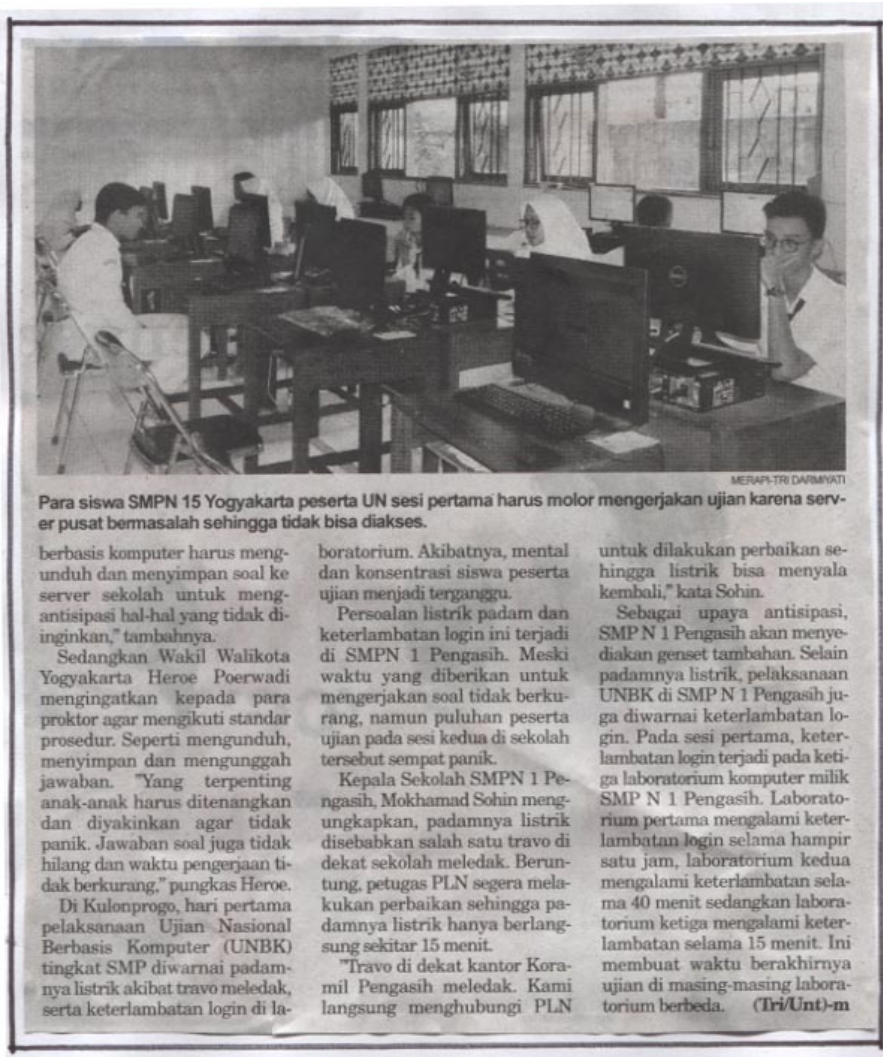 MERAPI-TRI DARMIYATI
Para siswa SMPN 15 Yogyakarta peserta UN sesi pertama harus molor mengerjakan ujian karena serv-
er pusat bermasalah sehingga tidak bisa diakses.
berbasis komputer harus meng-
unduh dan menyimpan soal ke
server sekolah untuk meng-
antisipasi hal-hal yang tidak di-
inginkan," tambahnya.
Sedangkan Wakil Walikota
Yogyakarta Heroe Poerwadi
mengingatkan kepada para
proktor agar mengikuti standar
prosedur. Seperti mengunduh,
menyimpan dan mengunggah
jawaban. "Yang terpenting
anak-anak harus ditenangkan
dan diyakinkan agar tidak
panik. Jawaban soal juga tidak
hilang dan waktu pengerjaan ti-
dak berkurang," pungkas Heroe.
Di Kulonprogo, hari pertama
pelaksanaan Ujian Nasional
Berbasis Komputer (UNBK)
tingkat SMP diwarnai padam-
nya listrik akibat travo meledak,
serta keterlambatan login di la-
boratorium. Akibatnya, mental
dan konsentrasi siswa peserta
ujian menjadi terganggu.
Persoalan listrik padam dan
keterlambatan login ini terjadi
di SMPN 1 Pengasih. Meski
waktu yang diberikan untuk
mengerjakan soal tidak berku-
rang, namun puluhan peserta
ujian pada sesi kedua di sekolah
tersebut sempat panik.
Kepala Sekolah SMPN 1 Pe-
ngasih, Mokhamad Sohin meng-
ungkapkan, padamnya listrik
disebabkan salah satu travo di
dekat sekolah meledak. Berun-
tung, petugas PLN segera mela-
kukan perbaikan sehingga pa-
damnya listrik hanya berlang-
sung sekitar 15 menit.
"Travo di dekat kantor Kora-
mil Pengasih meledak. Kami
langsung menghubungi PLN
untuk dilakukan perbaikan se-
hingga listrik bisa menyala
kembali," kata Sohin.
Sebagai upaya antisipasi,
SMP N 1 Pengasih akan menye-
diakan genset tambahan. Selain
padamnya listrik, pelaksanaan
UNBK di SMP N 1 Pengasih ju-
ga diwarnai keterlambatan lo-
gin. Pada sesi pertama, keter-
lambatan login terjadi pada keti-
ga laboratorium komputer milik
SMP N 1 Pengasih. Laborato-
rium pertama mengalami keter-
lambatan login selama hampir
satu jam, laboratorium kedua
mengalami keterlambatan sela-
ma 40 menit sedangkan labora-
torium ketiga mengalami keter-
lambatan selama 15 menit. Ini
membuat waktu berakhirnya
ujian di masing-masing labora-
torium berbeda. (Tri/Unt)-m